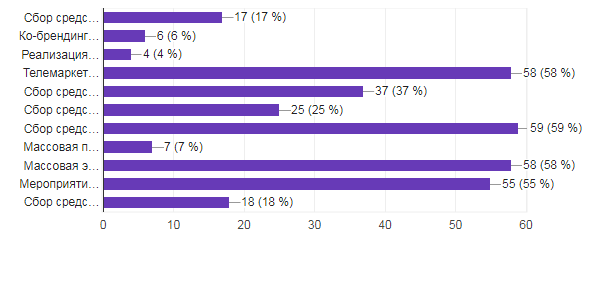 Сбор средс... 17 (17 %)
Ко-брендинг... 6 (6 %)
Реализация... 4 (4 %)
Телемаркет... 58 (58 %)
Сбор средс... 37 (37 %)
Сбор средс... 25 (25 %)
Сбор средс... 59 (59 %)
Массовая п... 7 (7 %)
Массовая э... 58 (58 %)
Мероприяти... 55 (55 %)
Сбор средс... 18 (18 %)
0 10 20 30 40 50 60